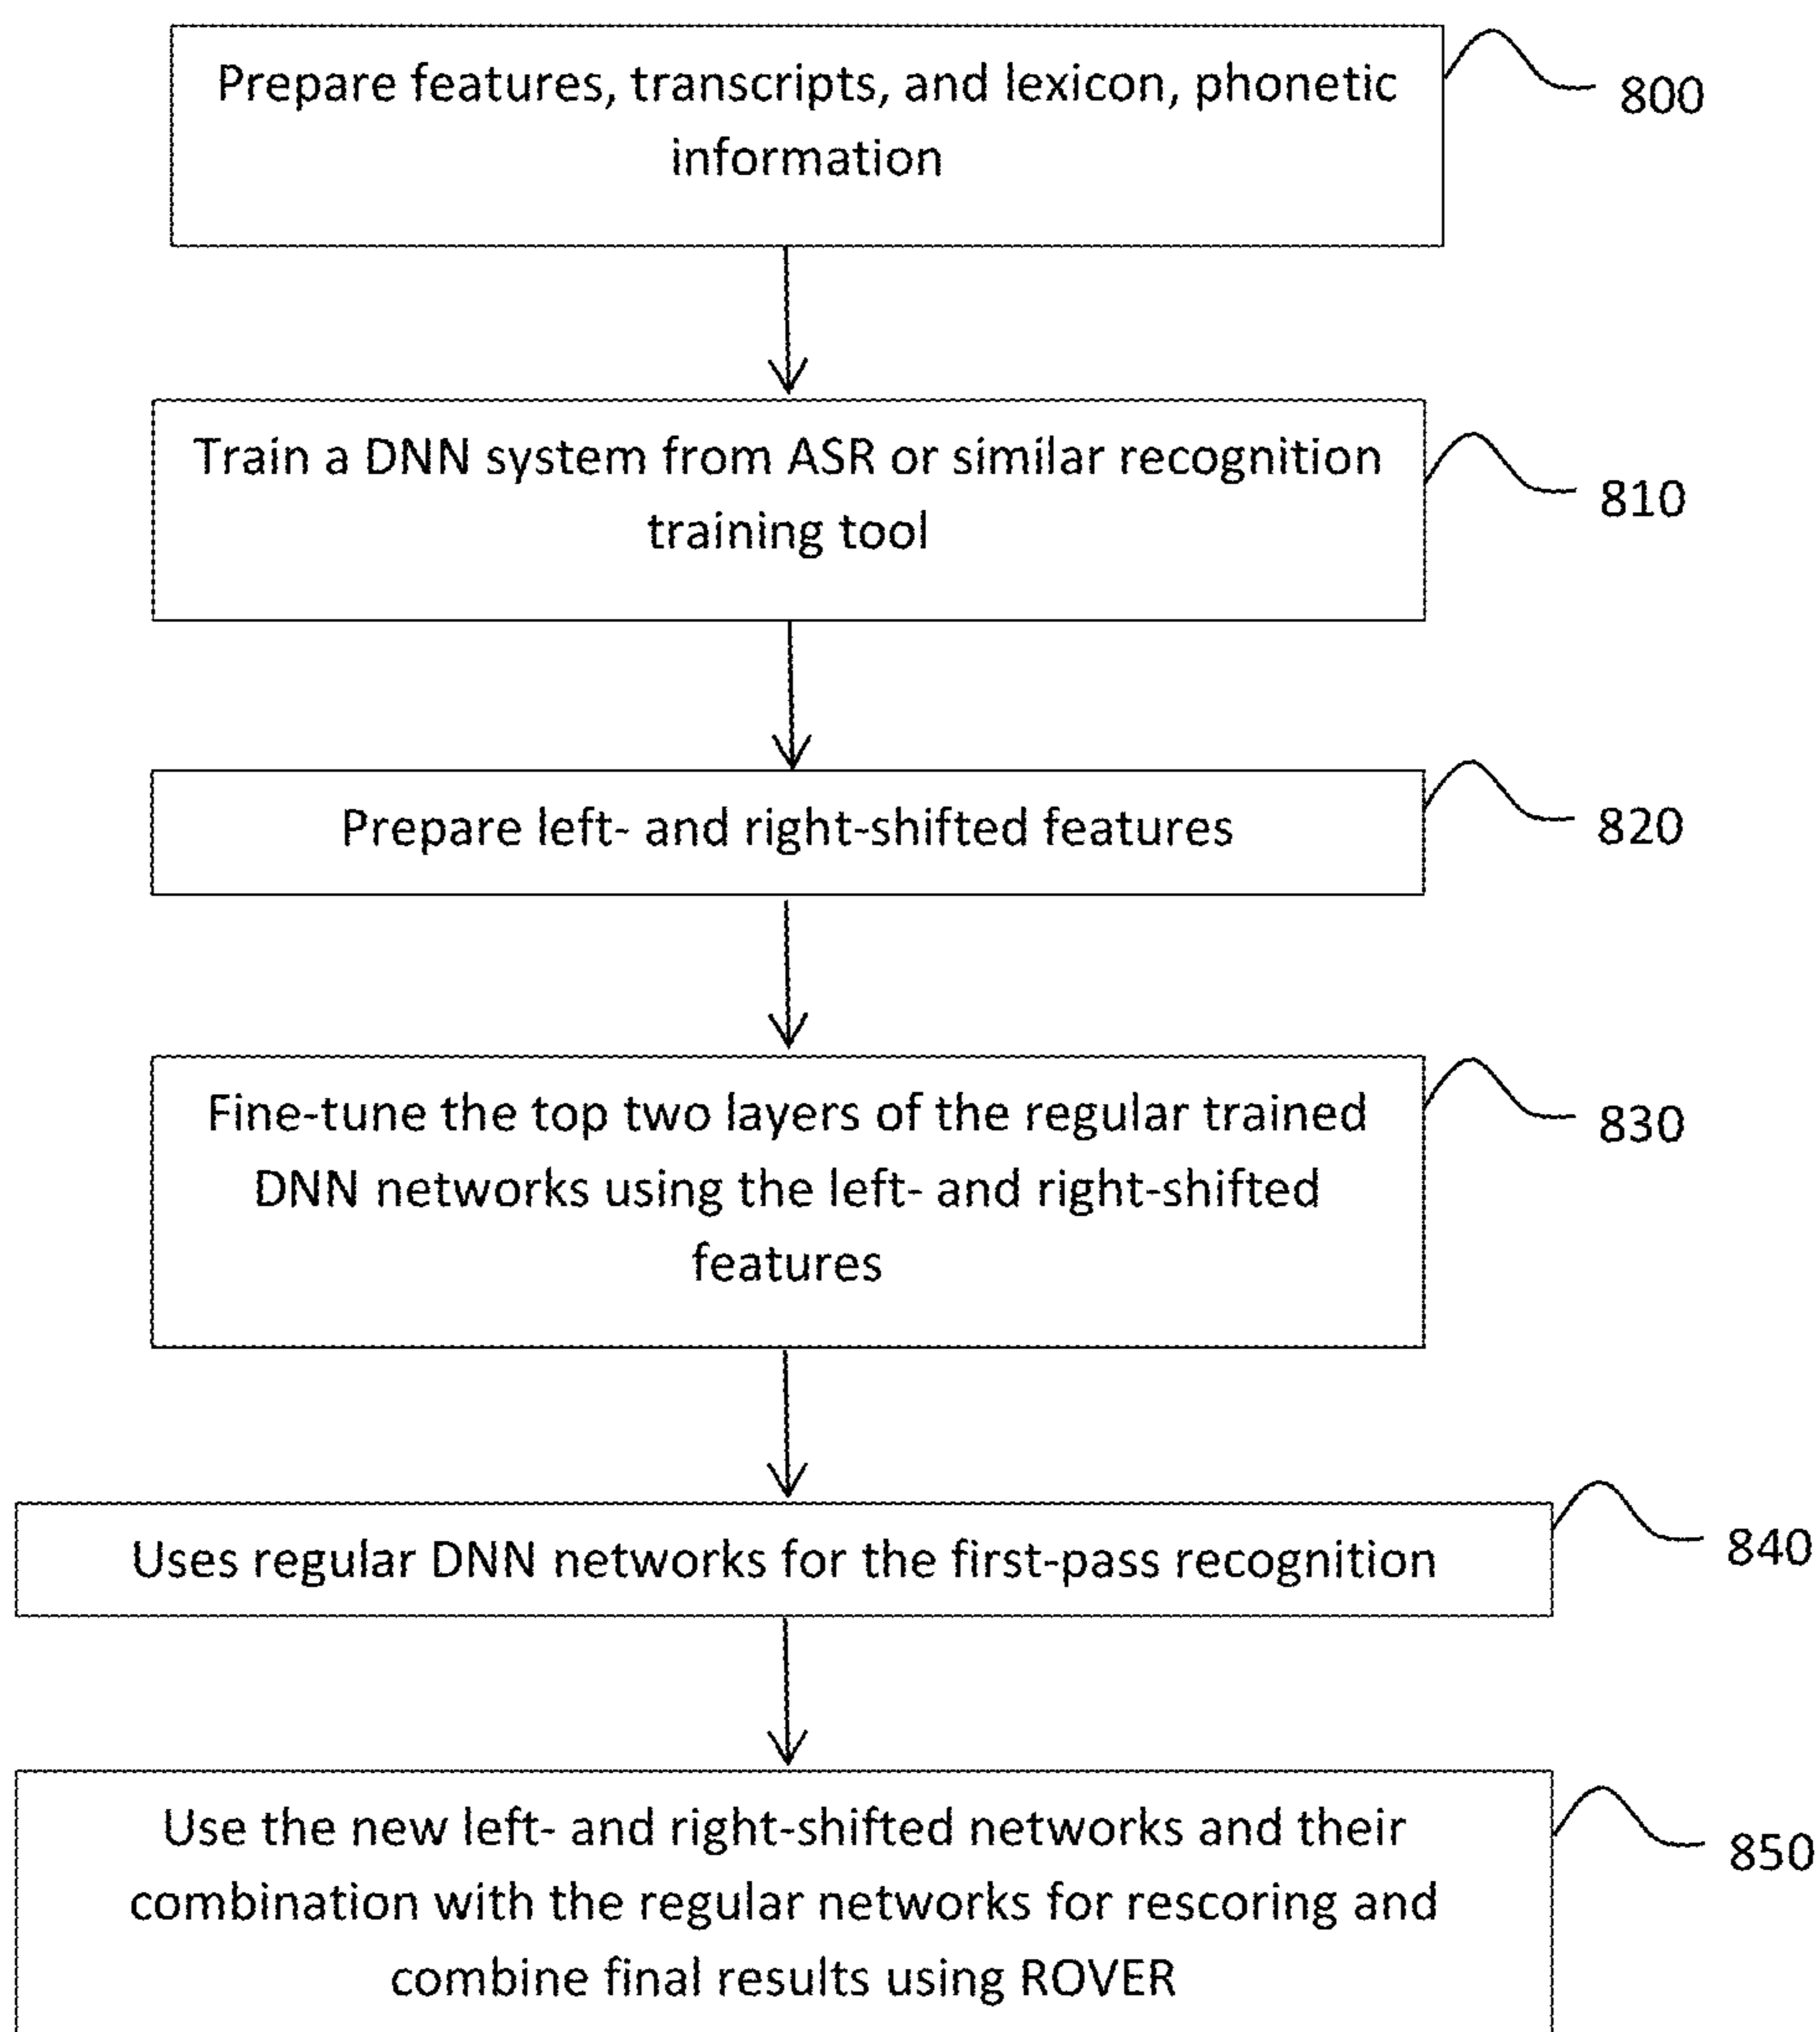 Prepare features, transcripts, and lexicon, phonetic
information
800
Train a DNN system from ASR or similar recognition
training tool
810
Prepare left- and right-shifted features
820
Fine-tune the top two layers of the regular trained
DNN networks using the left- and right-shifted
features
830
Uses regular DNN networks for the first-pass recognition
840
Use the new left- and right-shifted networks and their
combination with the regular networks for rescoring and
combine final results using ROVER
850